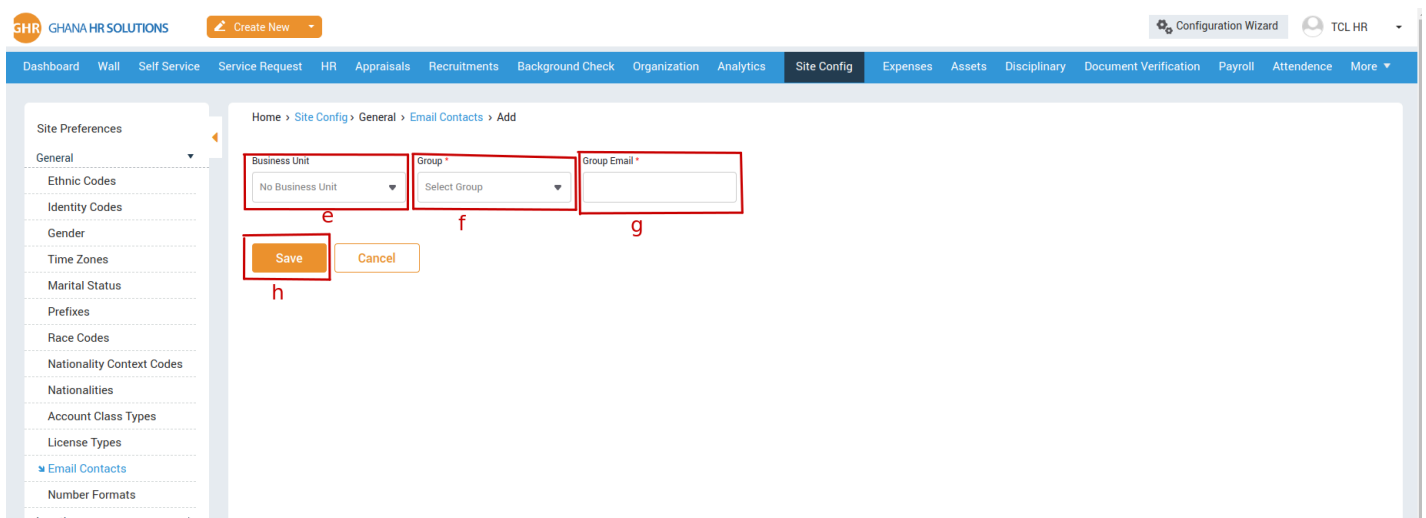 GHR GHANA HR SOLUTIONS Create New Configuration Wizard TCL HR
Dashboard Wall Self Service Service Request HR Appraisals Recruitments Background Check Organization Analytics Site Config Expenses Assets Disciplinary Document Verification Payroll Attendence More
Home › Site Config › General › Email Contacts › Add
Site Preferences
General
Ethnic Codes
Identity Codes
Gender
Time Zones
Marital Status
Prefixes
Race Codes
Nationality Context Codes
Nationalities
Account Class Types
License Types
Email Contacts
Number Formats
Business Unit Group * Group Email *
No Business Unit Select Group
e f g
Save Cancel
h